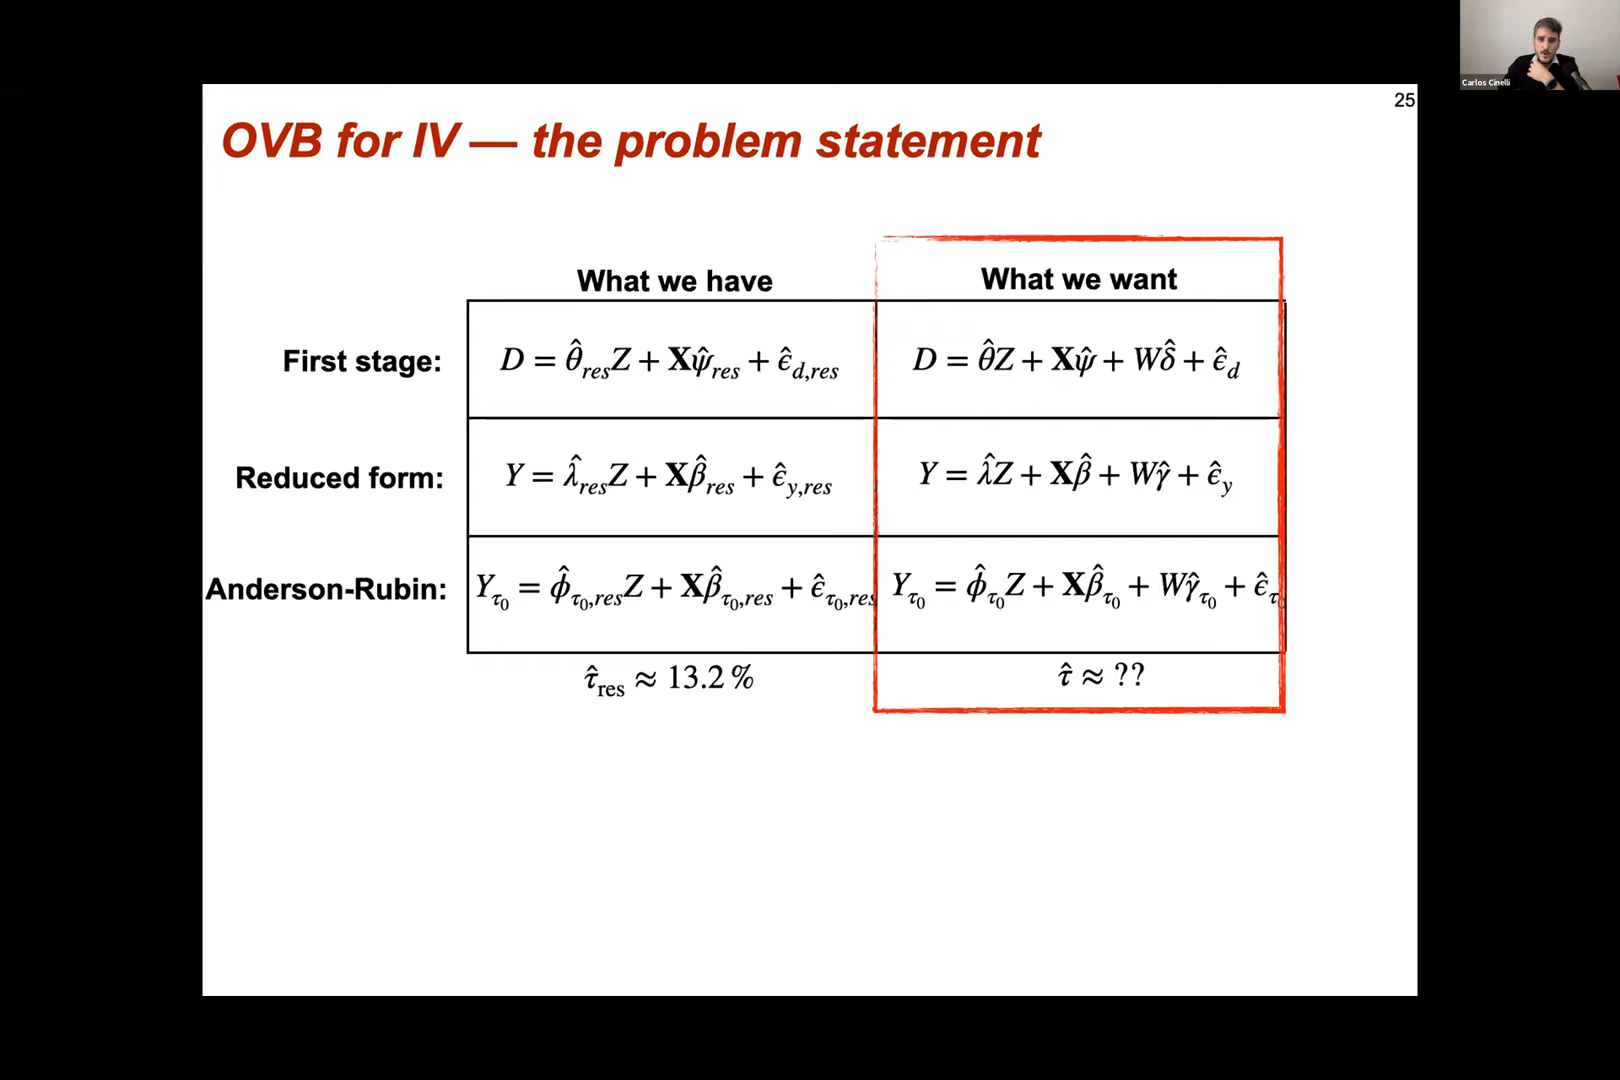 Carlos Cinelli
25
OVB for IV — the problem statement
What we have What we want
First stage: D = θ̂_res Z + Xψ̂_res + ε̂_d,res D = θ̂Z + Xψ̂ + Wδ̂ + ε̂_d
Reduced form: Y = λ̂_res Z + Xβ̂_res + ε̂_y,res Y = λ̂Z + Xβ̂ + Wγ̂ + ε̂_y
Anderson-Rubin: Y_τ₀ = φ̂_τ₀,res Z + Xβ̂_τ₀,res + ε̂_τ₀,res Y_τ₀ = φ̂_τ₀ Z + Xβ̂_τ₀ + Wγ̂_τ₀ + ε̂_τ₀
τ̂_res ≈ 13.2 % τ̂ ≈ ??